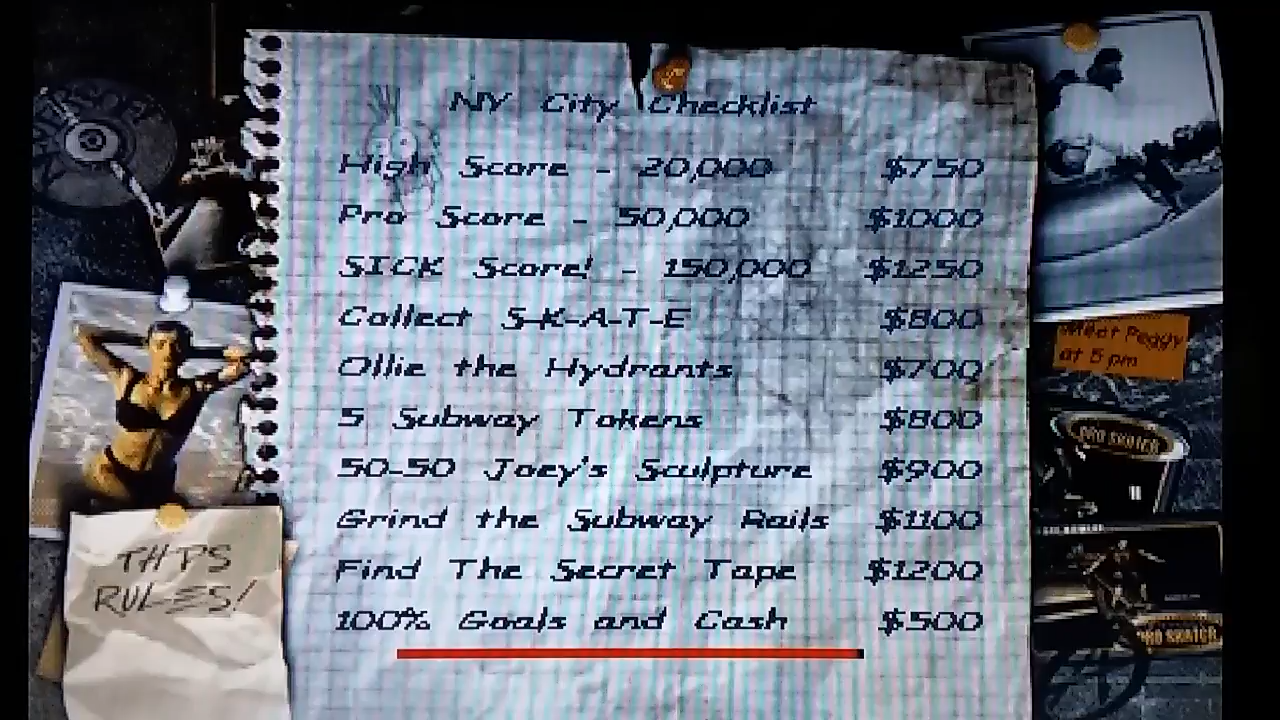 NY City Checklist
High Score - 20,000 $750
Pro Score - 50,000 $1000
SICK Score! - 150,000 $1250
Collect S-K-A-T-E $800
Ollie the Hydrants $700
5 Subway Tokens $800
50-50 Joey's Sculpture $900
Grind the Subway Rails $1100
Find The Secret Tape $1200
100% Goals and Cash $500
Meat Peggy
at 5 pm
PRO SKATER
THPS
RULES!
PRO SKATER